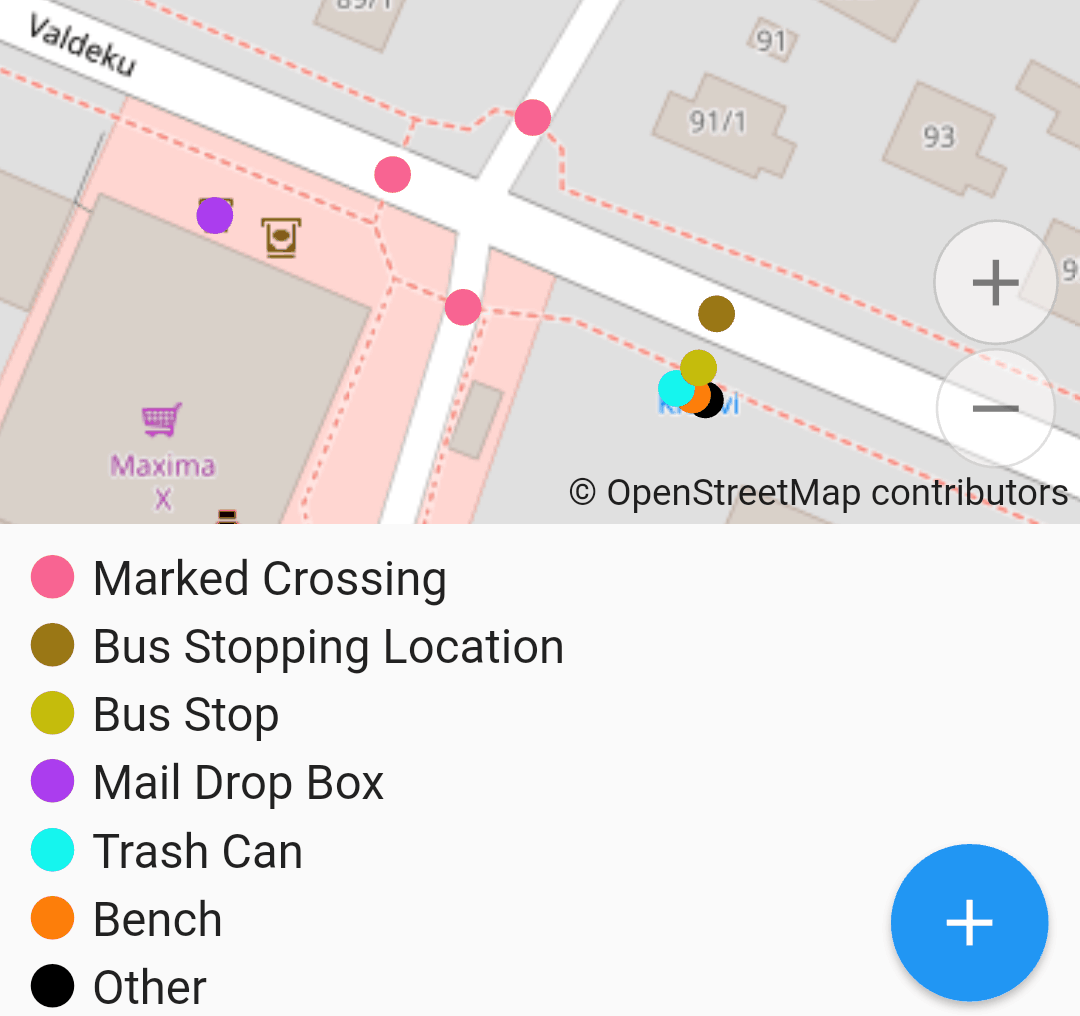 89/1
Valdeku
91
91/1
93
© OpenStreetMap contributors
Maxima
X
Marked Crossing
Bus Stopping Location
Bus Stop
Mail Drop Box
Trash Can
Bench
Other